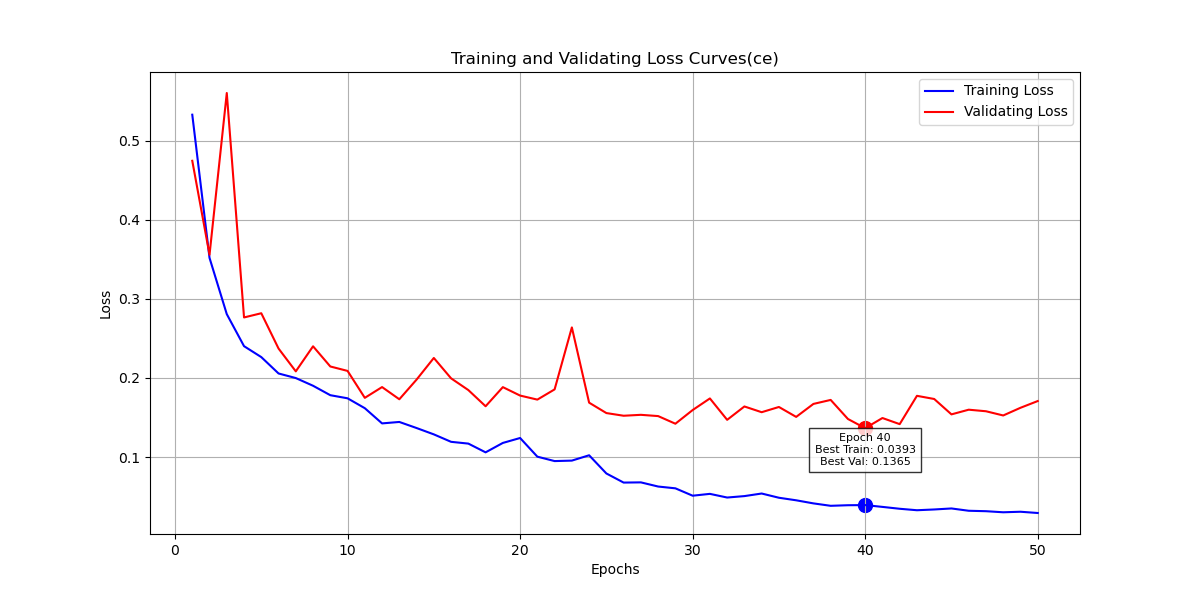 Training and Validating Loss Curves(ce)
Training Loss
Validating Loss
Loss
0.5
0.4
0.3
0.2
0.1
Epoch 40
Best Train: 0.0393
Best Val: 0.1365
0
10
20
30
40
50
Epochs